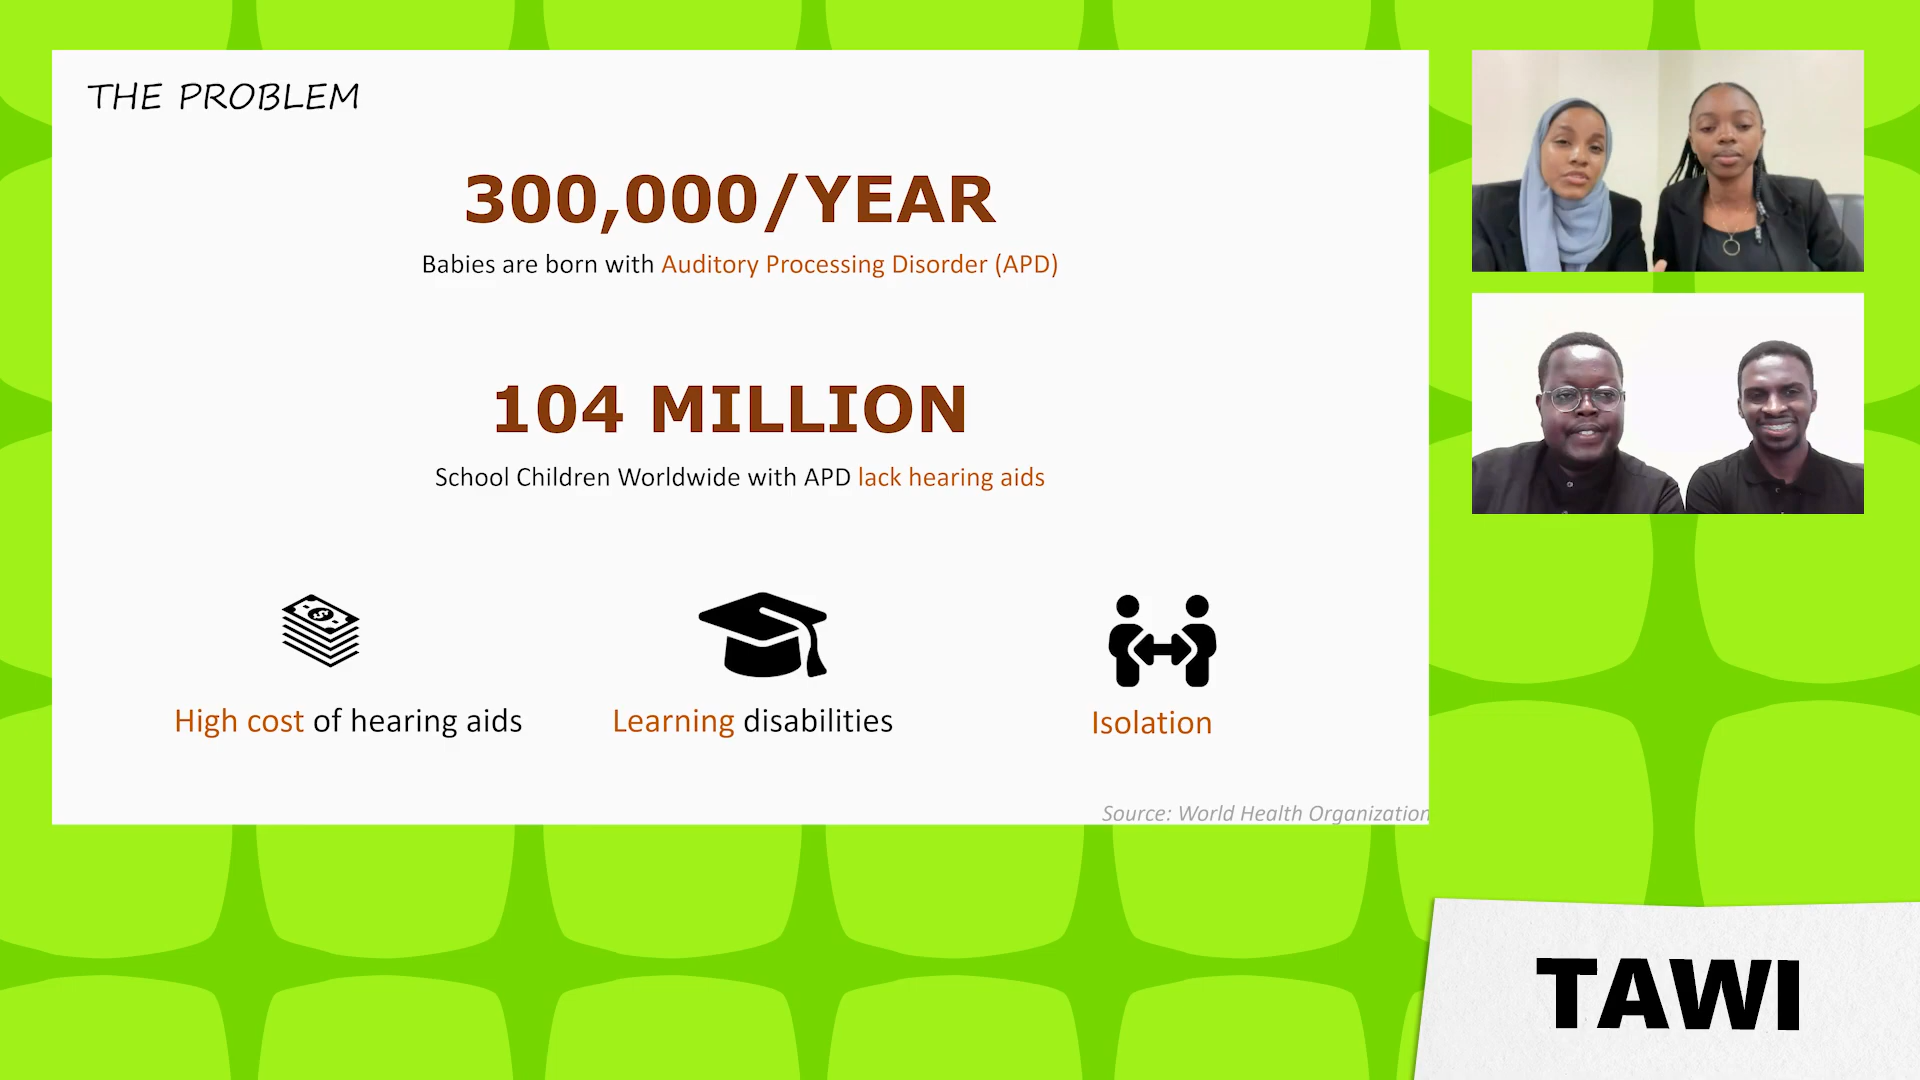 THE PROBLEM
300,000/YEAR
Babies are born with Auditory Processing Disorder (APD)
104 MILLION
School Children Worldwide with APD lack hearing aids
High cost of hearing aids
Learning disabilities
Isolation
Source: World Health Organization
TAWI